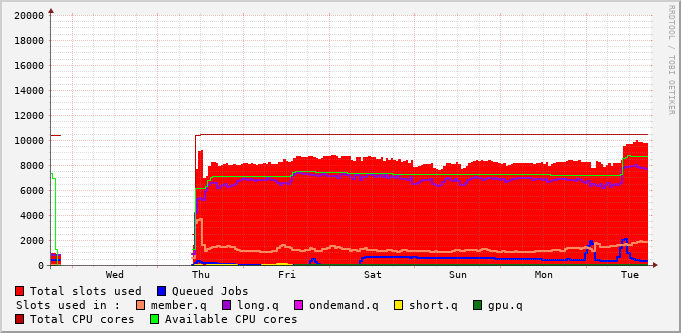 20000
18000
16000
14000
12000
10000
8000
6000
4000
2000
0
Wed Thu Fri Sat Sun Mon Tue
RRDTOOL / TOBI OETIKER
Total slots used Queued Jobs
Slots used in : member.q long.q ondemand.q short.q gpu.q
Total CPU cores Available CPU cores